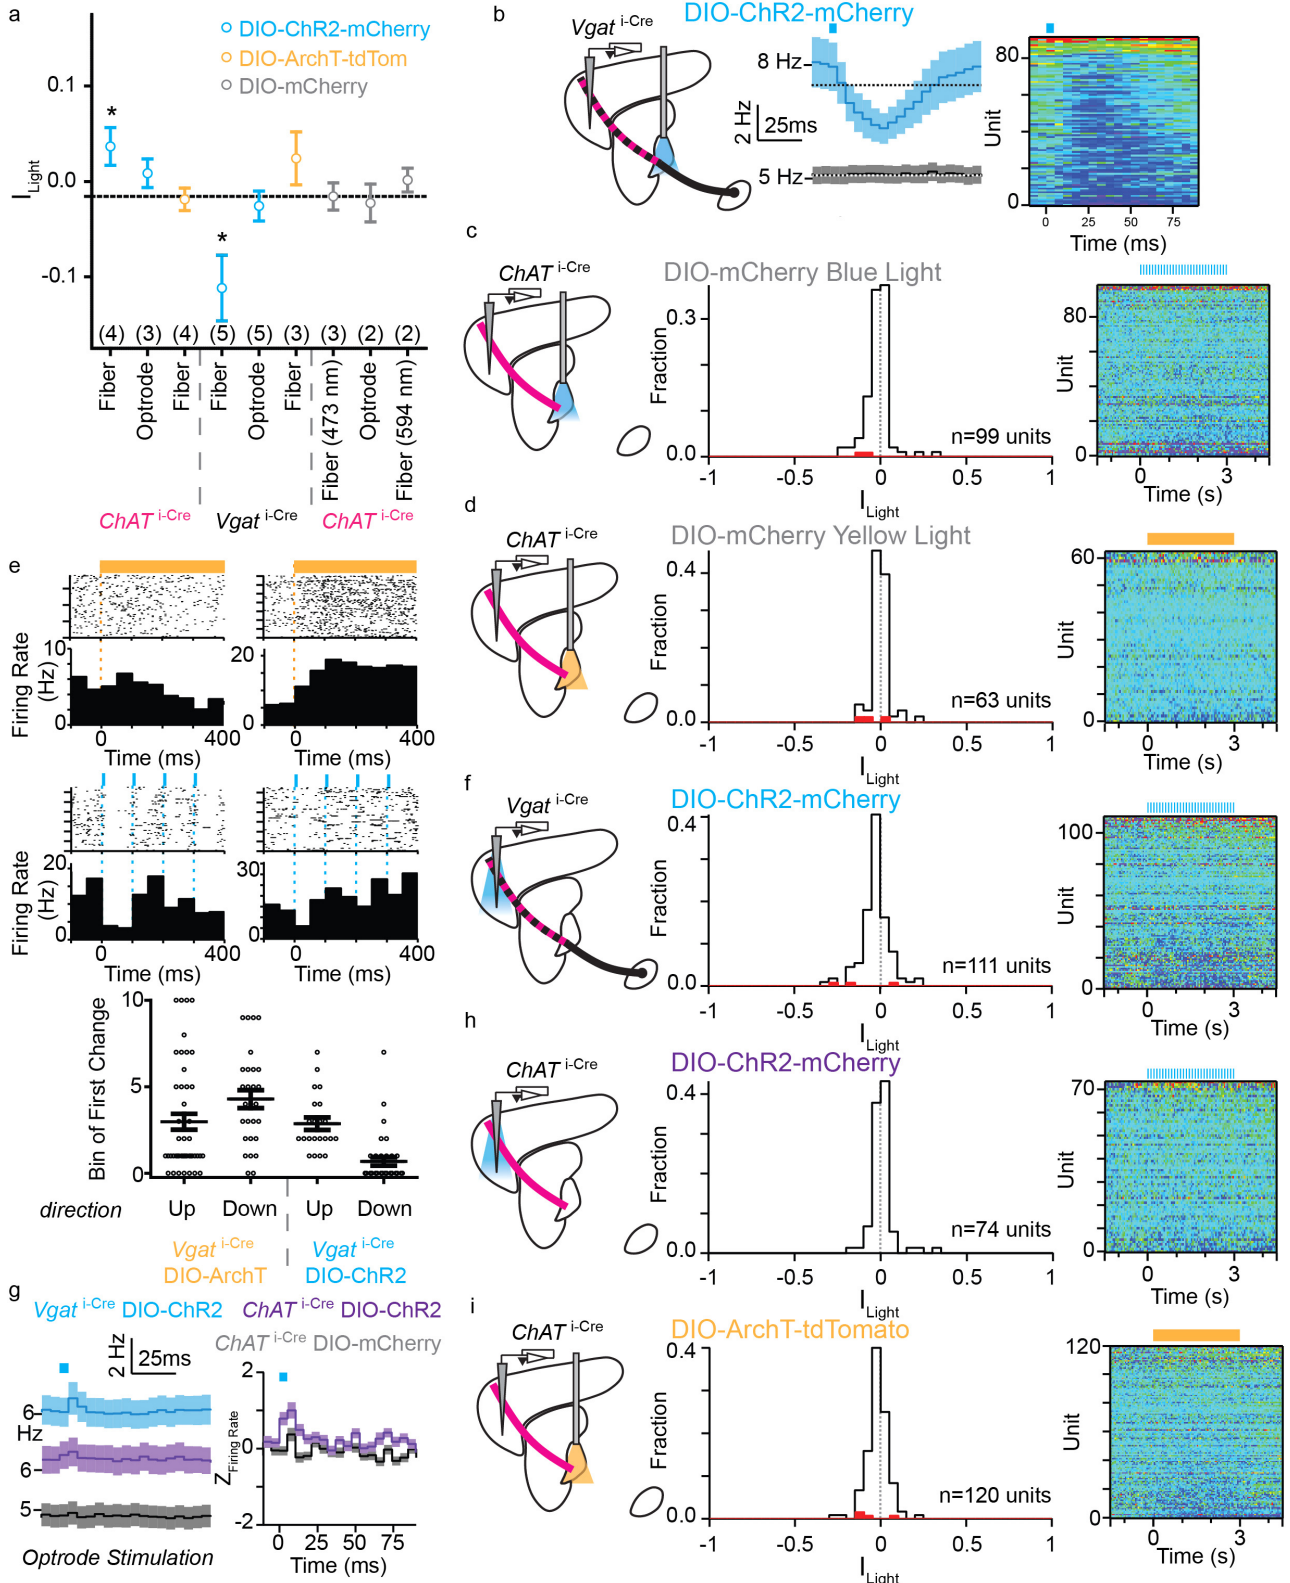 a
DIO-ChR2-mCherry
DIO-ArchT-tdTom
DIO-mCherry
0.1
0.0
-0.1
I Light
*
*
(4) (3) (4) (5) (5) (3) (3) (2) (2)
Fiber
Optrode
Fiber
Fiber
Optrode
Fiber
Fiber (473 nm)
Optrode
Fiber (594 nm)
ChAT i-Cre Vgat i-Cre ChAT i-Cre
b
Vgat i-Cre
DIO-ChR2-mCherry
8 Hz
2 Hz
25ms
5 Hz
80
0
Unit
0 25 50 75
Time (ms)
c
ChAT i-Cre
DIO-mCherry Blue Light
0.3
0.0
Fraction
n=99 units
-1 -0.5 0 0.5 1
I Light
80
0
Unit
0 3
Time (s)
d
ChAT i-Cre
DIO-mCherry Yellow Light
0.4
0.0
Fraction
n=63 units
-1 -0.5 0 0.5 1
I Light
60
0
Unit
0 3
Time (s)
e
10
0
Firing Rate
(Hz)
0 400
Time (ms)
20
0
0 400
Time (ms)
20
0
Firing Rate
(Hz)
0 400
Time (ms)
30
0
0 400
Time (ms)
10
5
0
Bin of First Change
direction Up Down Up Down
Vgat i-Cre
DIO-ArchT
Vgat i-Cre
DIO-ChR2
f
Vgat i-Cre
DIO-ChR2-mCherry
0.4
0.0
Fraction
n=111 units
-1 -0.5 0 0.5 1
I Light
100
0
Unit
0 3
Time (s)
g
Vgat i-Cre DIO-ChR2
ChAT i-Cre DIO-ChR2
ChAT i-Cre DIO-mCherry
2 Hz
25ms
6
Hz
6
5
Optrode Stimulation
2
0
-2
Z Firing Rate
0 25 50 75
Time (ms)
h
ChAT i-Cre
DIO-ChR2-mCherry
0.4
0.0
Fraction
n=74 units
-1 -0.5 0 0.5 1
I Light
70
0
Unit
0 3
Time (s)
i
ChAT i-Cre
DIO-ArchT-tdTomato
0.4
0.0
Fraction
n=120 units
-1 -0.5 0 0.5 1
I Light
120
0
Unit
0 3
Time (s)